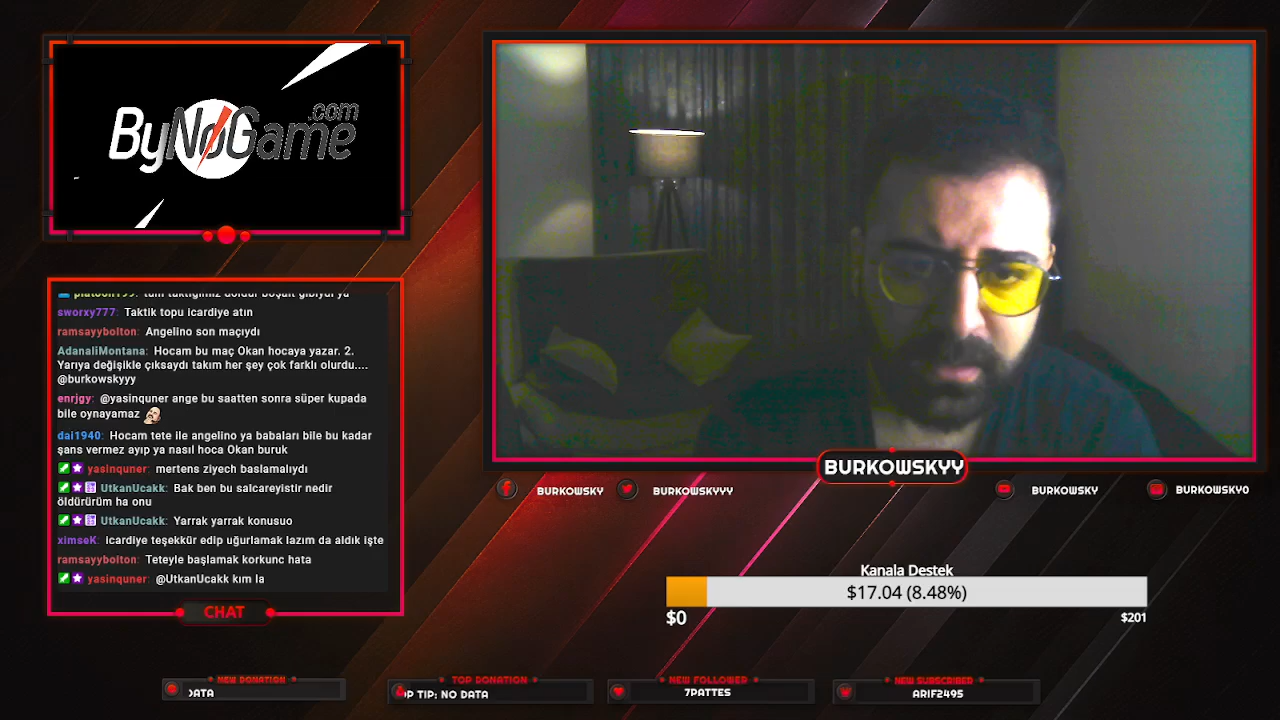 ByNoGame
.com
sworxy777: Taktik topu icardiye atın
ramsayybolton: Angelino son maçıydı
AdanaliMontana: Hocam bu maç Okan hocaya yazar. 2.
Yarıya değişikle çıksaydı takım her şey çok farklı olurdu....
@burkowskyyy
enrjgy: @yasinquner ange bu saatten sonra süper kupada
bile oynayamaz
dai1940: Hocam tete ile angelino ya babaları bile bu kadar
şans vermez ayıp ya nasıl hoca Okan buruk
yasinquner: mertens ziyech baslamalıydı
UtkanUcakk: Bak ben bu salcareyistir nedir
öldürürüm ha onu
UtkanUcakk: Yarrak yarrak konusuo
ximseK: Icardiye teşekkür edip uğurlamak lazım da aldık işte
ramsayybolton: Teteyle başlamak korkunc hata
yasinquner: @UtkanUcakk kım la
CHAT
BURKOWSKYY
BURKOWSKY
BURKOWSKYYY
BURKOWSKY
BURKOWSKY0
Kanala Destek
$17.04 (8.48%)
$0
$201
NEW DONATION
TOP DONATION
TIP: NO DATA
NEW FOLLOWER
7PATTES
NEW SUBSCRIBED
ARIF2495